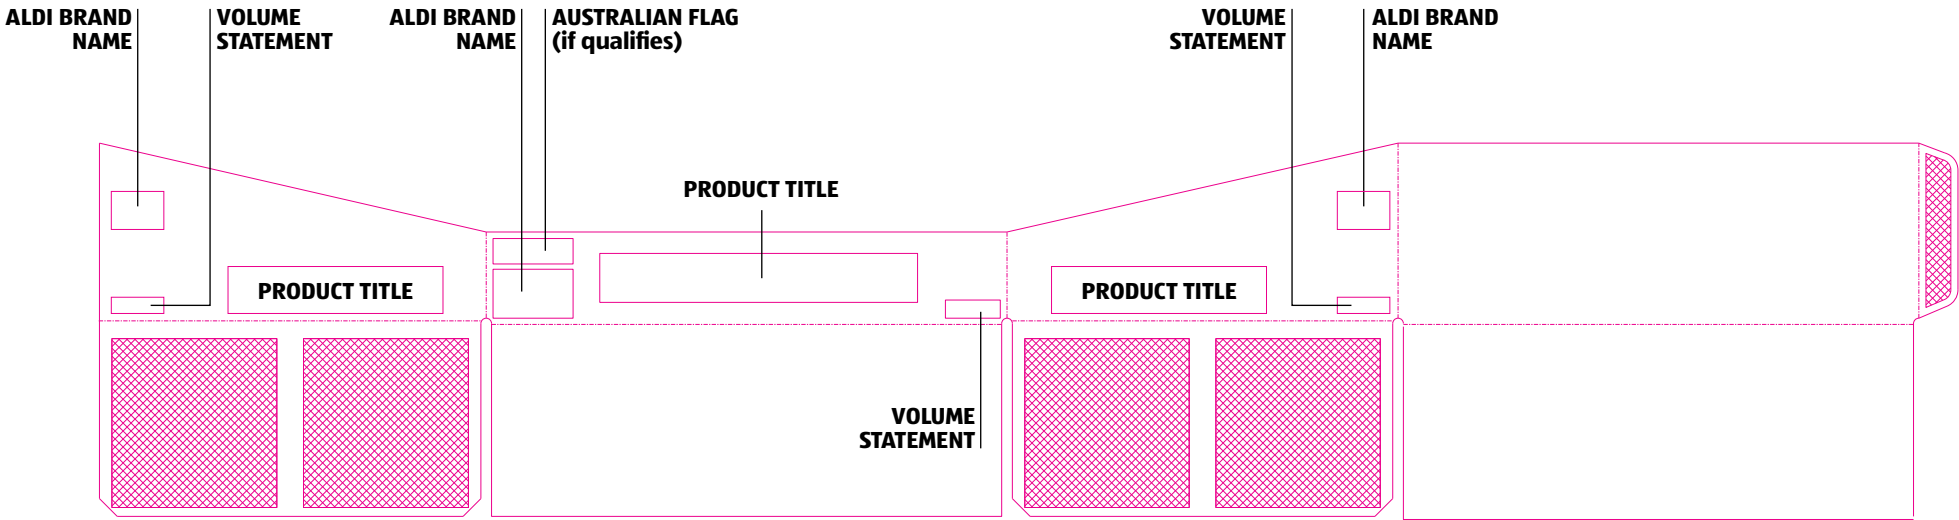 ALDI BRAND
NAME
VOLUME
STATEMENT
ALDI BRAND
NAME
AUSTRALIAN FLAG
(if qualifies)
VOLUME
STATEMENT
ALDI BRAND
NAME
PRODUCT TITLE
PRODUCT TITLE
PRODUCT TITLE
VOLUME
STATEMENT